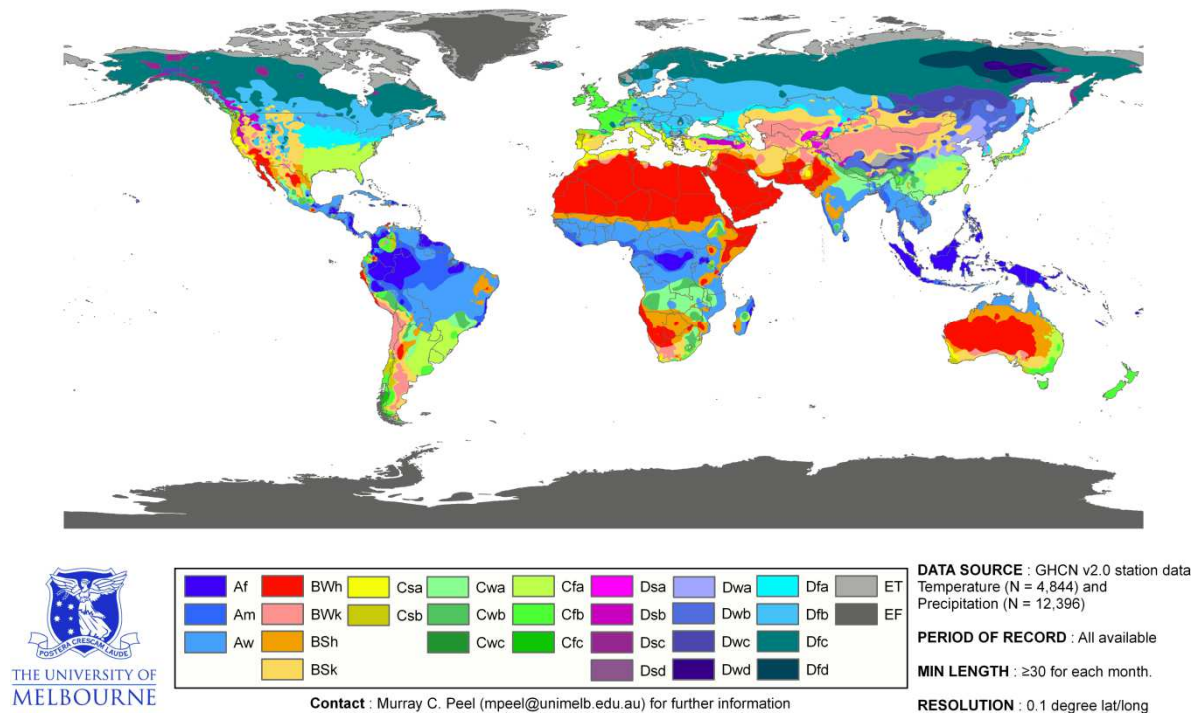 Af
BWh
Csa
Cwa
Cfa
Dsa
Dwa
Dfa
ET
Am
BWk
Csb
Cwb
Cfb
Dsb
Dwb
Dfb
EF
Aw
BSh
Cwc
Cfc
Dsc
Dwc
Dfc
BSk
Dsd
Dwd
Dfd
Contact : Murray C. Peel (mpeel@unimelb.edu.au) for further information
DATA SOURCE : GHCN v2.0 station data
Temperature (N = 4,844) and
Precipitation (N = 12,396)
PERIOD OF RECORD : All available
MIN LENGTH : ≥30 for each month.
RESOLUTION : 0.1 degree lat/long
POSTERA CRESCAM LAUDE
THE UNIVERSITY OF
MELBOURNE